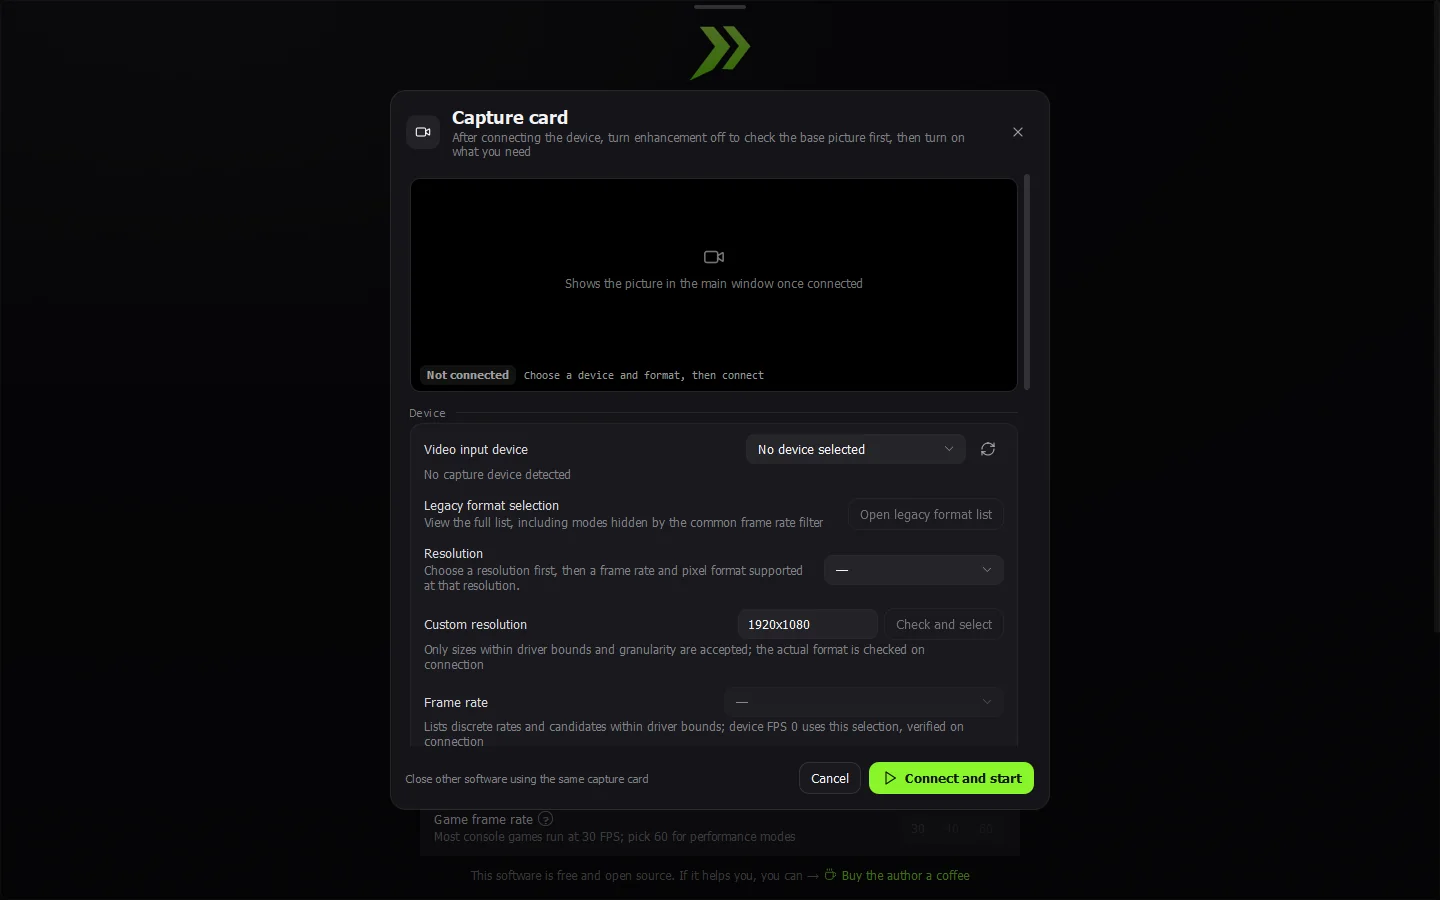 Capture card
After connecting the device, turn enhancement off to check the base picture first, then turn on
what you need
Shows the picture in the main window once connected
Not connected Choose a device and format, then connect
Device
Video input device No device selected
No capture device detected
Legacy format selection
View the full list, including modes hidden by the common frame rate filter
Open legacy format list
Resolution
Choose a resolution first, then a frame rate and pixel format supported
at that resolution.
—
Custom resolution 1920x1080 Check and select
Only sizes within driver bounds and granularity are accepted; the actual format is checked on
connection
Frame rate —
Lists discrete rates and candidates within driver bounds; device FPS 0 uses this selection, verified on
connection
Close other software using the same capture card Cancel Connect and start
Game frame rate ?
Most console games run at 30 FPS; pick 60 for performance modes
30 40 60
This software is free and open source. If it helps you, you can → Buy the author a coffee